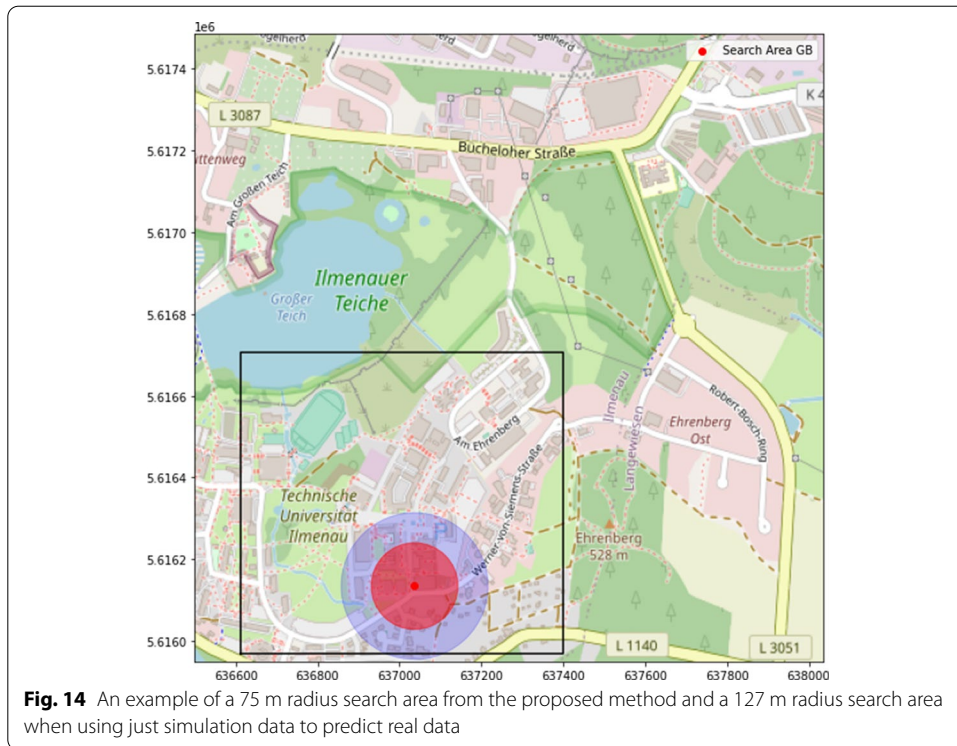 1e6
Search Area GB
5.6174
5.6172
5.6170
5.6168
5.6166
5.6164
5.6162
5.6160
gelherd
K 4
L 3087
Bücheloher Straße
uttenweg
Am Großen Teich
Ilmenauer
Teiche
Großer
Teich
Ilmenau
Langewiesen
Robert-Bosch-Ring
Ehrenberg
Ost
Am Ehrenberg
Werner-von-Siemens-Straße
Technische
Universität
Ilmenau
Ehrenberg
528 m
L 1140
L 3051
636600
636800
637000
637200
637400
637600
637800
638000
Fig. 14 An example of a 75 m radius search area from the proposed method and a 127 m radius search area
when using just simulation data to predict real data